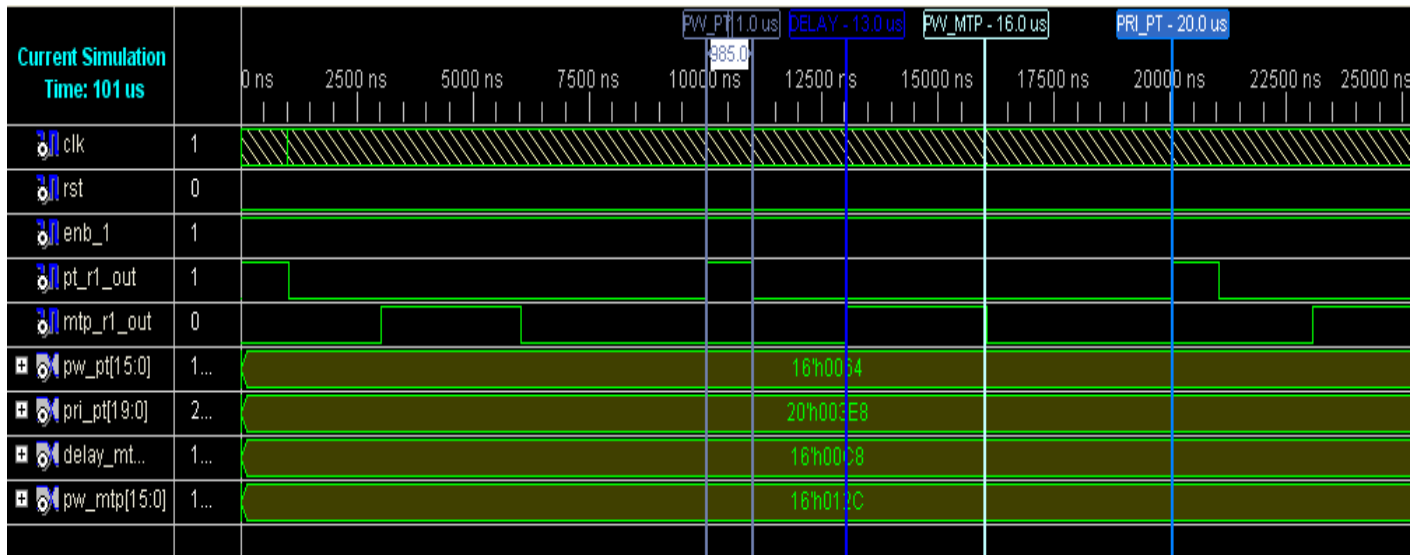 PW_PT 1.0 us DELAY - 13.0 us PW_MTP - 16.0 us PRI_PT - 20.0 us
Current Simulation
Time: 101 us
985.0
0 ns 2500 ns 5000 ns 7500 ns 10000 ns 12500 ns 15000 ns 17500 ns 20000 ns 22500 ns 25000 ns
clk 1
rst 0
enb_1 1
pt_r1_out 1
mtp_r1_out 0
pw_pt[15:0] 1... 16'h0064
pri_pt[19:0] 2... 20'h003E8
delay_mt... 1... 16'h00C8
pw_mtp[15:0] 1... 16'h012C